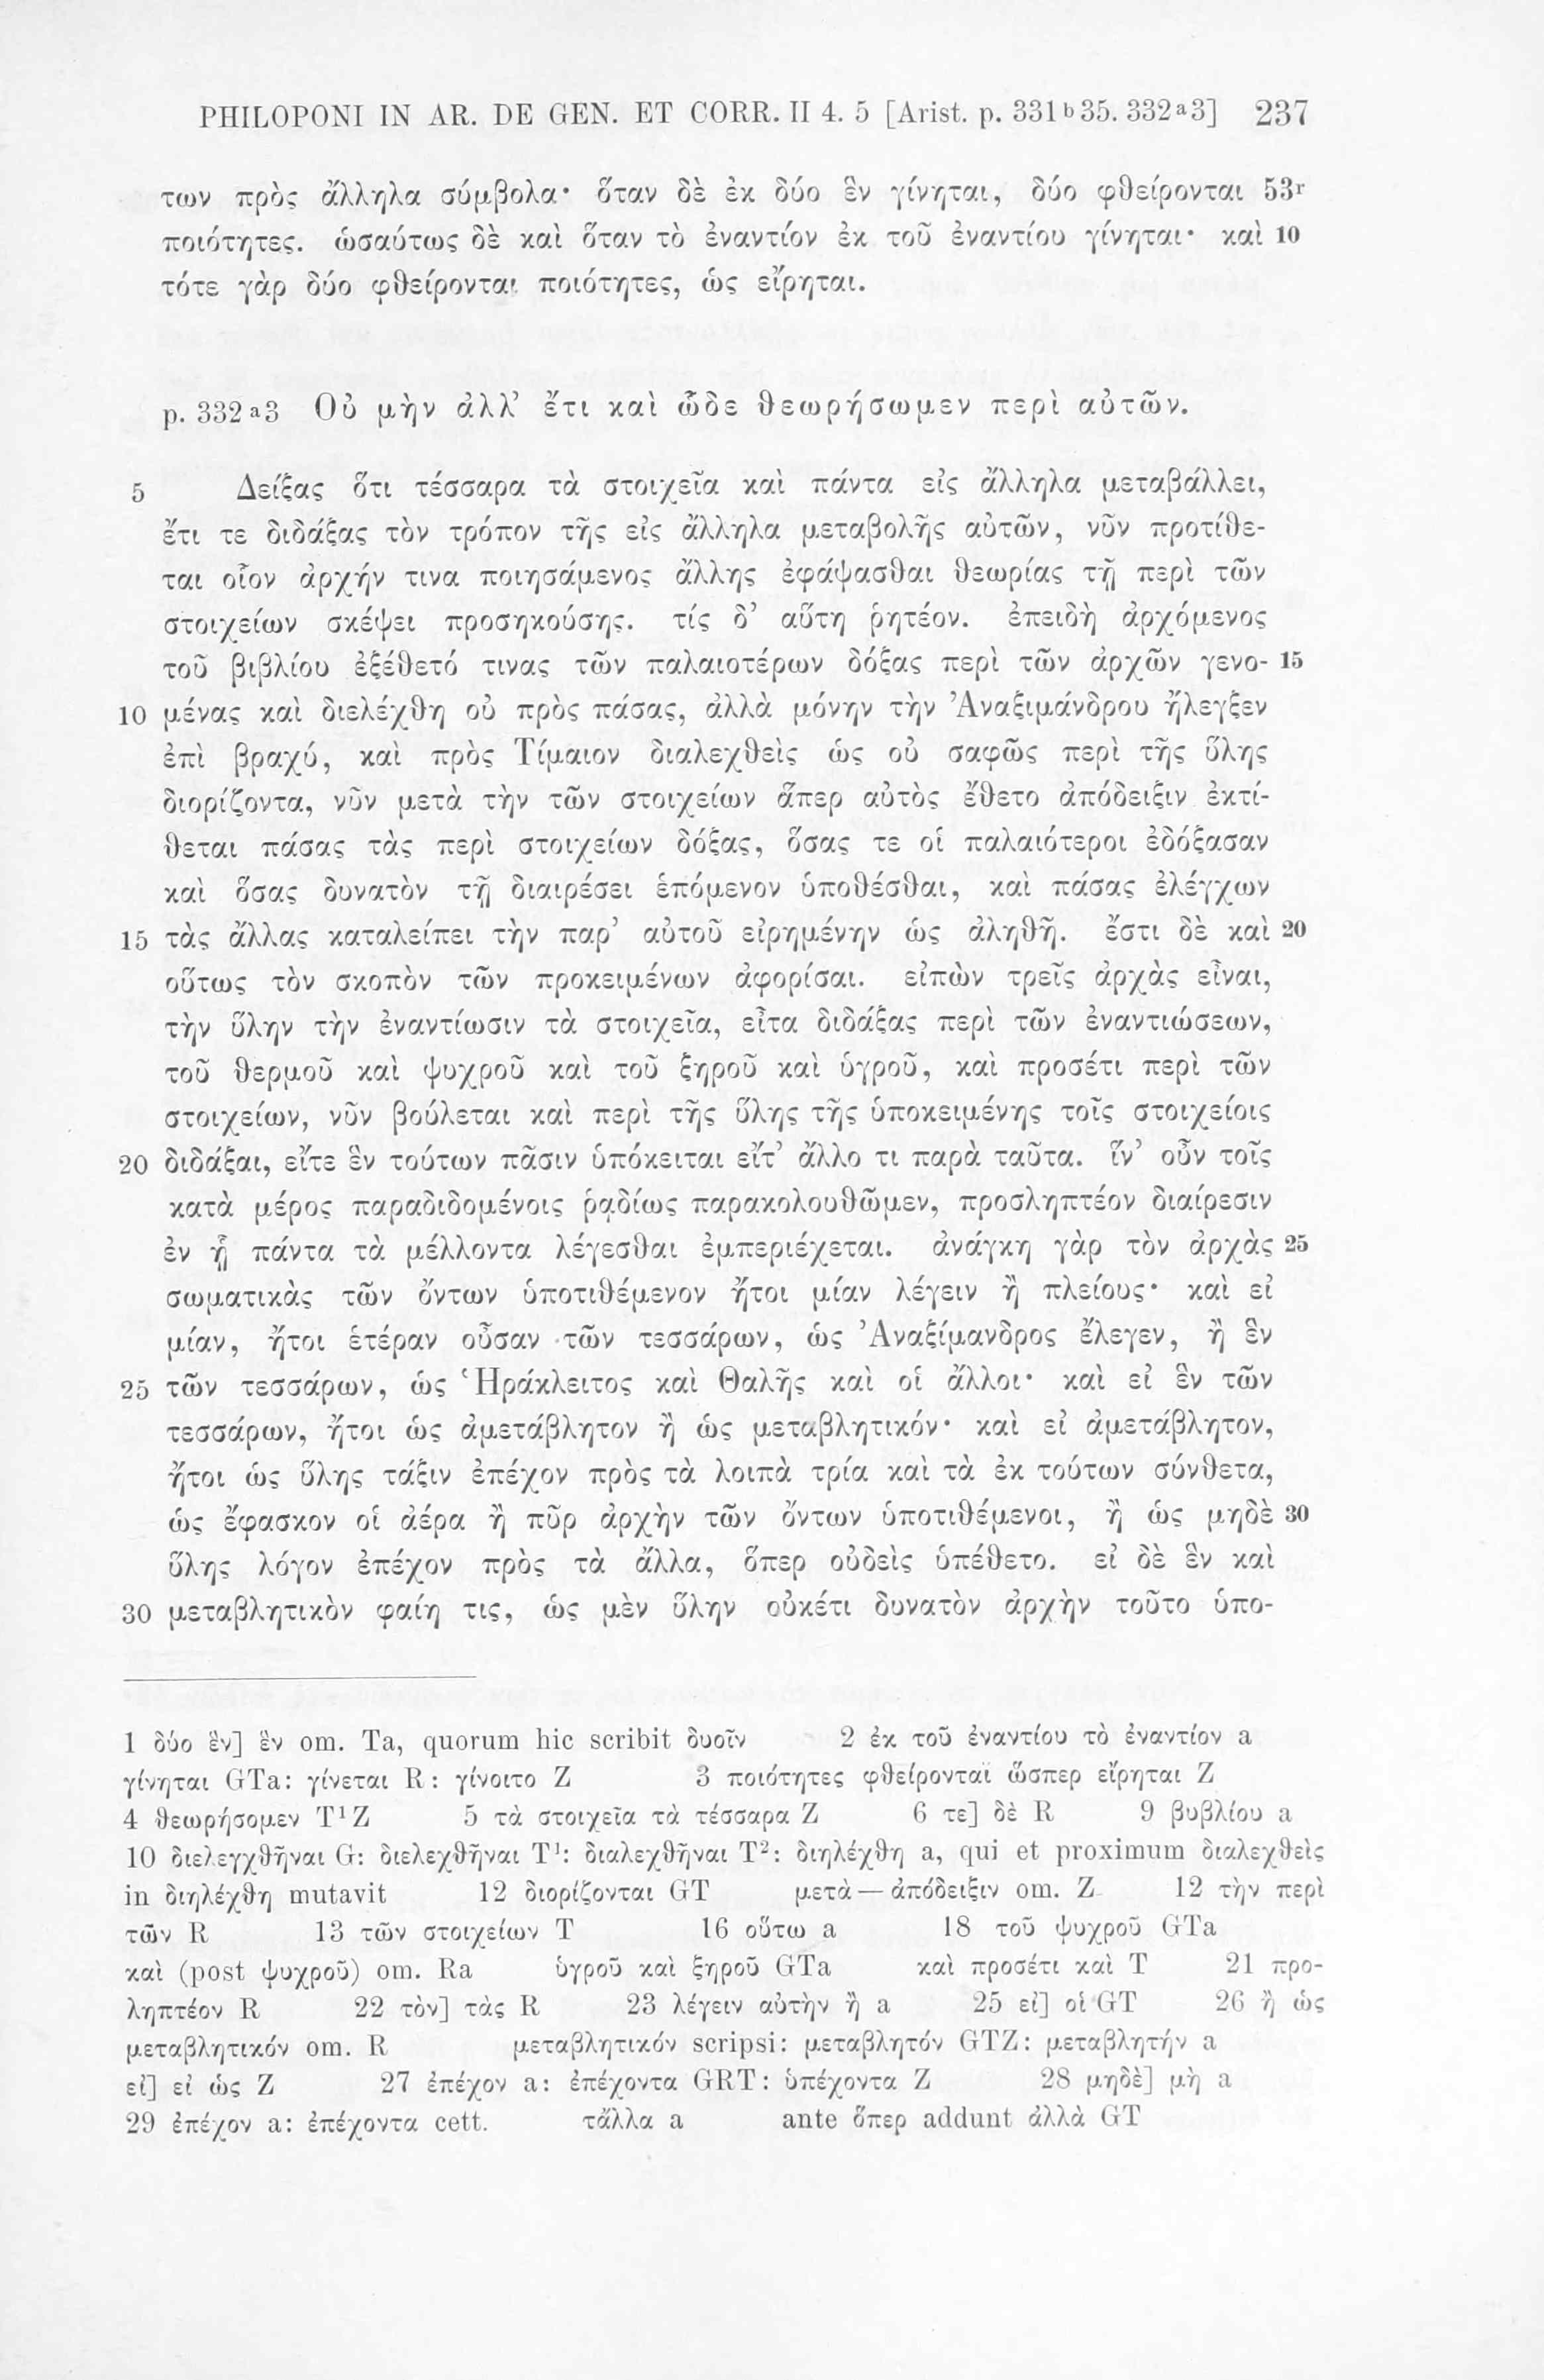 PHILOPONI IN AR. DE GEN. ET CORR. II 4. 5 [Arist. p. 331ᵇ35. 332ᵃ3] 237
των πρὸς ἄλληλα σύμβολα· ὅταν δὲ ἐκ δύο ἓν γίνηται, δύο φθείρονται 53ʳ
ποιότητες. ὡσαύτως δὲ καὶ ὅταν τὸ ἐναντίον ἐκ τοῦ ἐναντίου γίνηται· καὶ 10
τότε γὰρ δύο φθείρονται ποιότητες, ὡς εἴρηται.
p. 332ᵃ3 Οὐ μὴν ἀλλ’ ἔτι καὶ ὧδε θεωρήσωμεν περὶ αὐτῶν.
5 Δείξας ὅτι τέσσαρα τὰ στοιχεῖα καὶ πάντα εἰς ἄλληλα μεταβάλλει,
ἔτι τε διδάξας τὸν τρόπον τῆς εἰς ἄλληλα μεταβολῆς αὐτῶν, νῦν προτίθε-
ται οἷον ἀρχήν τινα ποιησάμενος ἄλλης ἐφάψασθαι θεωρίας τῇ περὶ τῶν
στοιχείων σκέψει προσηκούσης. τίς δ’ αὕτη ῥητέον. ἐπειδὴ ἀρχόμενος
τοῦ βιβλίου ἐξέθετό τινας τῶν παλαιοτέρων δόξας περὶ τῶν ἀρχῶν γενο- 15
10 μένας καὶ διελέχθη οὐ πρὸς πάσας, ἀλλὰ μόνην τὴν Ἀναξιμάνδρου ἤλεγξεν
ἐπὶ βραχύ, καὶ πρὸς Τίμαιον διαλεχθεὶς ὡς οὐ σαφῶς περὶ τῆς ὕλης
διορίζοντα, νῦν μετὰ τὴν τῶν στοιχείων ἅπερ αὐτὸς ἔθετο ἀπόδειξιν ἐκτί-
θεται πάσας τὰς περὶ στοιχείων δόξας, ὅσας τε οἱ παλαιότεροι ἐδόξασαν
καὶ ὅσας δυνατὸν τῇ διαιρέσει ἑπόμενον ὑποθέσθαι, καὶ πάσας ἐλέγχων
15 τὰς ἄλλας καταλείπει τὴν παρ’ αὐτοῦ εἰρημένην ὡς ἀληθῆ. ἔστι δὲ καὶ 20
οὕτως τὸν σκοπὸν τῶν προκειμένων ἀφορίσαι. εἰπὼν τρεῖς ἀρχὰς εἶναι,
τὴν ὕλην τὴν ἐναντίωσιν τὰ στοιχεῖα, εἶτα διδάξας περὶ τῶν ἐναντιώσεων,
τοῦ θερμοῦ καὶ ψυχροῦ καὶ τοῦ ξηροῦ καὶ ὑγροῦ, καὶ προσέτι περὶ τῶν
στοιχείων, νῦν βούλεται καὶ περὶ τῆς ὕλης τῆς ὑποκειμένης τοῖς στοιχείοις
20 διδάξαι, εἴτε ἓν τούτων πᾶσιν ὑπόκειται εἴτ’ ἄλλο τι παρὰ ταῦτα. ἵν’ οὖν τοῖς
κατὰ μέρος παραδιδομένοις ῥᾳδίως παρακολουθῶμεν, προσληπτέον διαίρεσιν
ἐν ᾗ πάντα τὰ μέλλοντα λέγεσθαι ἐμπεριέχεται. ἀνάγκη γὰρ τὸν ἀρχὰς 25
σωματικὰς τῶν ὄντων ὑποτιθέμενον ἤτοι μίαν λέγειν ἢ πλείους· καὶ εἰ
μίαν, ἤτοι ἑτέραν οὖσαν τῶν τεσσάρων, ὡς Ἀναξίμανδρος ἔλεγεν, ἢ ἓν
25 τῶν τεσσάρων, ὡς Ἡράκλειτος καὶ Θαλῆς καὶ οἱ ἄλλοι· καὶ εἰ ἓν τῶν
τεσσάρων, ἤτοι ὡς ἀμετάβλητον ἢ ὡς μεταβλητικόν· καὶ εἰ ἀμετάβλητον,
ἤτοι ὡς ὕλης τάξιν ἐπέχον πρὸς τὰ λοιπὰ τρία καὶ τὰ ἐκ τούτων σύνθετα,
ὡς ἔφασκον οἱ ἀέρα ἢ πῦρ ἀρχὴν τῶν ὄντων ὑποτιθέμενοι, ἢ ὡς μηδὲ 30
ὕλης λόγον ἐπέχον πρὸς τὰ ἄλλα, ὅπερ οὐδεὶς ὑπέθετο. εἰ δὲ ἓν καὶ
30 μεταβλητικὸν φαίη τις, ὡς μὲν ὕλην οὐκέτι δυνατὸν ἀρχὴν τοῦτο ὑπο-
1 δύο ἓν] ἓν om. Ta, quorum hic scribit δυοῖν 2 ἐκ τοῦ ἐναντίου τὸ ἐναντίον a
γίνηται GTa: γίνεται R: γίνοιτο Z 3 ποιότητες φθείρονται ὥσπερ εἴρηται Z
4 θεωρήσομεν T¹Z 5 τὰ στοιχεῖα τὰ τέσσαρα Z 6 τε] δὲ R 9 βυβλίου a
10 διελεγχθῆναι G: διελεχθῆναι T¹: διαλεχθῆναι T²: διηλέχθη a, qui et proximum διαλεχθεὶς
in διηλέχθη mutavit 12 διορίζονται GT μετὰ — ἀπόδειξιν om. Z 12 τὴν περὶ
τῶν R 13 τῶν στοιχείων T 16 οὕτω a 18 τοῦ ψυχροῦ GTa
καὶ (post ψυχροῦ) om. Ra ὑγροῦ καὶ ξηροῦ GTa καὶ προσέτι καὶ T 21 προ-
ληπτέον R 22 τὸν] τὰς R 23 λέγειν αὐτὴν ἢ a 25 εἰ] οἱ GT 26 ἢ ὡς
μεταβλητικόν om. R μεταβλητικόν scripsi: μεταβλητόν GTZ: μεταβλητήν a
εἰ] εἰ ὡς Z 27 ἐπέχον a: ἐπέχοντα GRT: ὑπέχοντα Z 28 μηδὲ] μὴ a
29 ἐπέχον a: ἐπέχοντα cett. τἄλλα a ante ὅπερ addunt ἀλλὰ GT